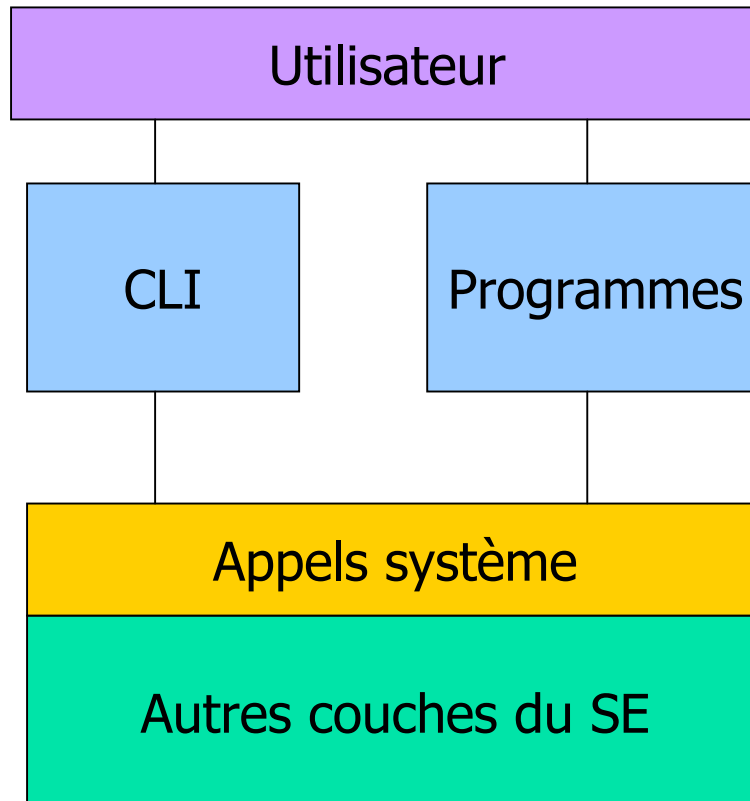 Utilisateur
CLI
Programmes
Appels système
Autres couches du SE